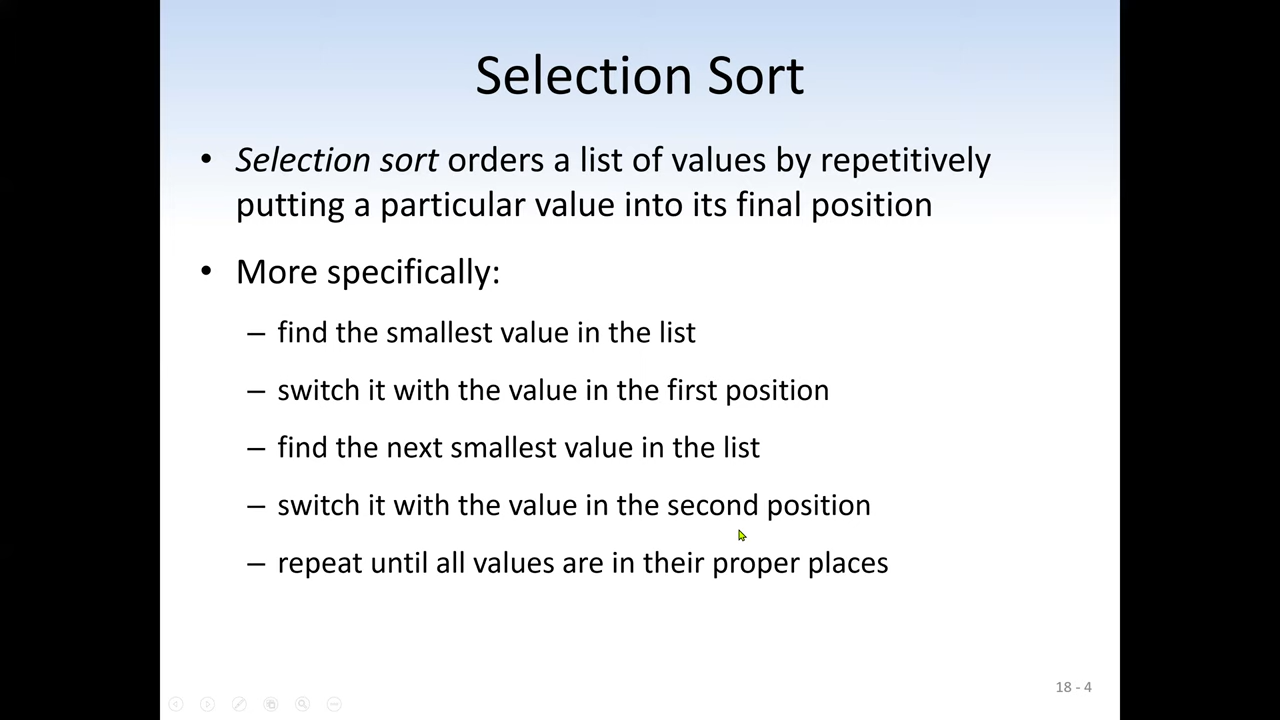 Selection Sort
• Selection sort orders a list of values by repetitively
putting a particular value into its final position
• More specifically:
– find the smallest value in the list
– switch it with the value in the first position
– find the next smallest value in the list
– switch it with the value in the second position
– repeat until all values are in their proper places
18 - 4